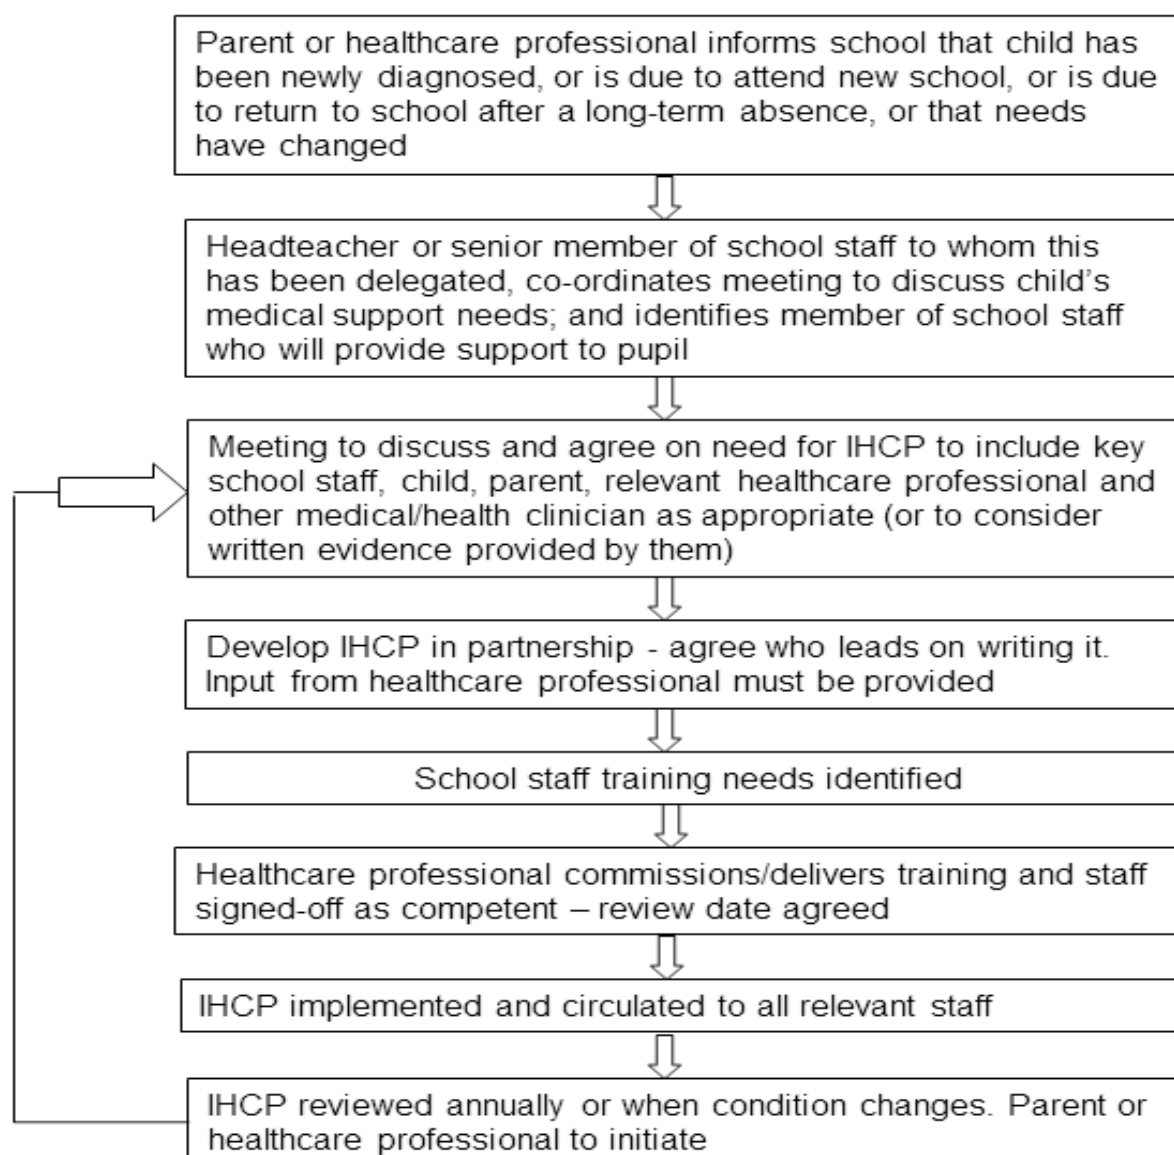 Parent or healthcare professional informs school that child has
been newly diagnosed, or is due to attend new school, or is due
to return to school after a long-term absence, or that needs
have changed
Headteacher or senior member of school staff to whom this
has been delegated, co-ordinates meeting to discuss child's
medical support needs; and identifies member of school staff
who will provide support to pupil
Meeting to discuss and agree on need for IHCP to include key
school staff, child, parent, relevant healthcare professional and
other medical/health clinician as appropriate (or to consider
written evidence provided by them)
Develop IHCP in partnership - agree who leads on writing it.
Input from healthcare professional must be provided
School staff training needs identified
Healthcare professional commissions/delivers training and staff
signed-off as competent – review date agreed
IHCP implemented and circulated to all relevant staff
IHCP reviewed annually or when condition changes. Parent or
healthcare professional to initiate